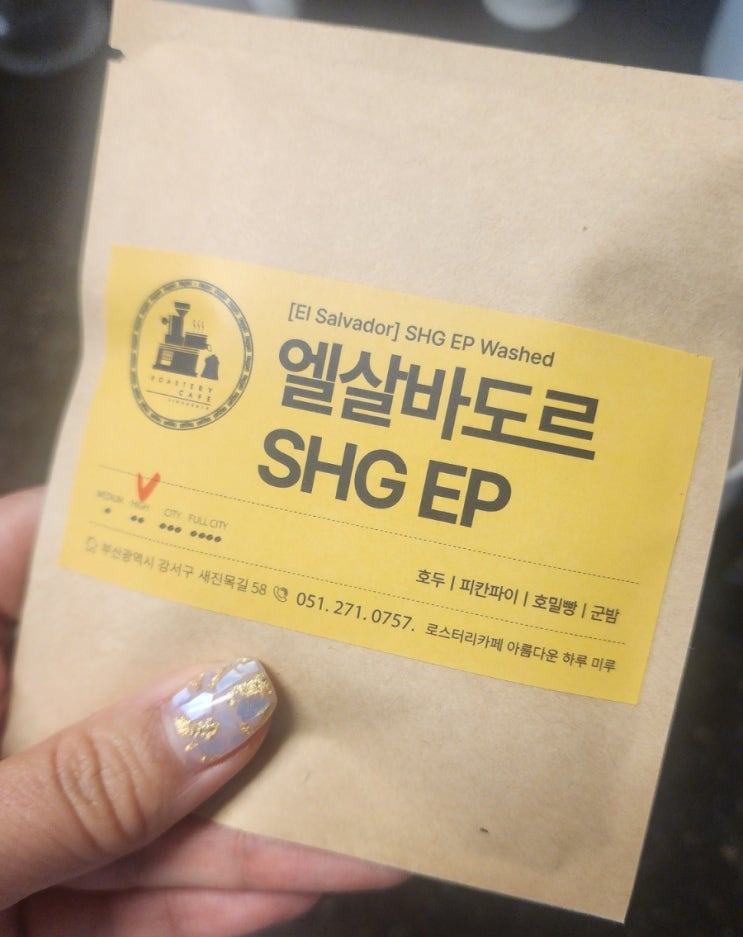 [El Salvador] SHG EP Washed
엘살바도르
SHG EP
ROASTERY
CAFE
MEDIUM HIGH CITY FULL CITY
호두 | 피칸파이 | 호밀빵 | 군밤
부산광역시 강서구 새진목길 58 051. 271. 0757. 로스터리카페 아름다운 하루 미루